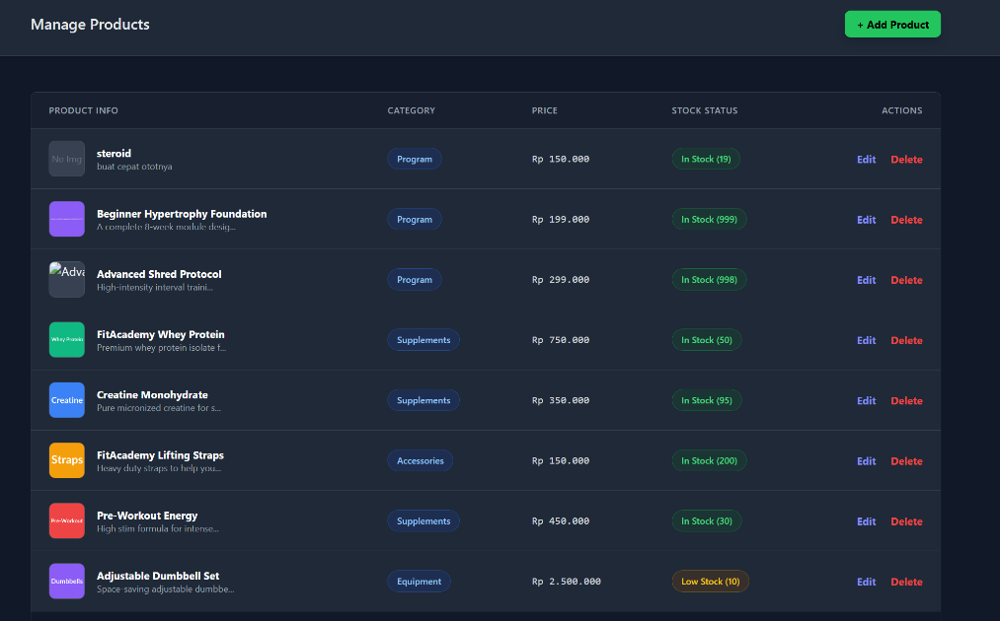 Manage Products
+ Add Product
PRODUCT INFO CATEGORY PRICE STOCK STATUS ACTIONS
No Img
steroid
buat cepat ototnya
Program Rp 150.000 In Stock (19) Edit Delete
Beginner Hypertrophy Foundation
A complete 8-week module desig...
Program Rp 199.000 In Stock (999) Edit Delete
Adva
Advanced Shred Protocol
High-intensity interval traini...
Program Rp 299.000 In Stock (998) Edit Delete
Whey Protein
FitAcademy Whey Protein
Premium whey protein isolate f...
Supplements Rp 750.000 In Stock (50) Edit Delete
Creatine
Creatine Monohydrate
Pure micronized creatine for s...
Supplements Rp 350.000 In Stock (95) Edit Delete
Straps
FitAcademy Lifting Straps
Heavy duty straps to help you...
Accessories Rp 150.000 In Stock (200) Edit Delete
Pre-Workout
Pre-Workout Energy
High stim formula for intense...
Supplements Rp 450.000 In Stock (30) Edit Delete
Dumbbells
Adjustable Dumbbell Set
Space-saving adjustable dumbbe...
Equipment Rp 2.500.000 Low Stock (10) Edit Delete